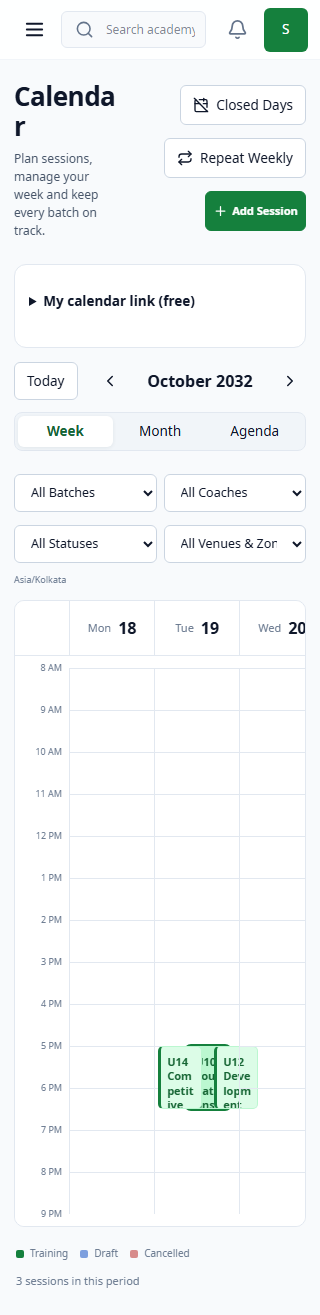 Search academy
S
Calenda
r
Plan sessions,
manage your
week and keep
every batch on
track.
Closed Days
Repeat Weekly
Add Session
My calendar link (free)
Today
October 2032
Week
Month
Agenda
All Batches
All Coaches
All Statuses
All Venues & Zon
Asia/Kolkata
Mon 18
Tue 19
Wed 20
8 AM
9 AM
10 AM
11 AM
12 PM
1 PM
2 PM
3 PM
4 PM
5 PM
6 PM
7 PM
8 PM
9 PM
U14
Com
petit
ive
U12
Deve
lopm
ent
Training
Draft
Cancelled
3 sessions in this period